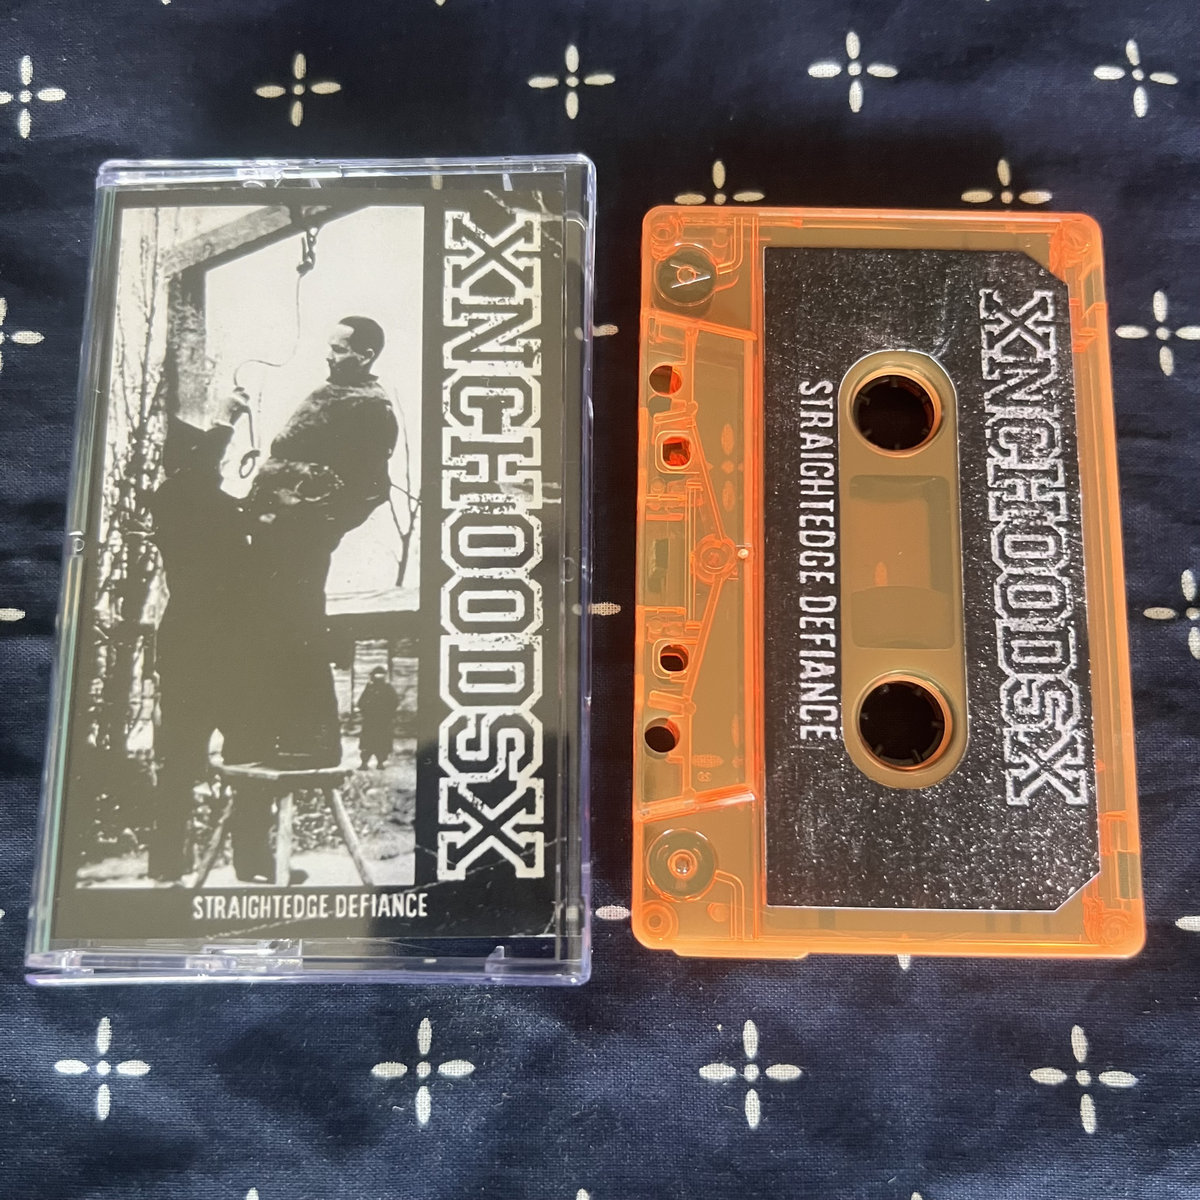 XNCHOODSX
STRAIGHTEDGE DEFIANCE
A
XNCHOODSX
STRAIGHTEDGE DEFIANCE